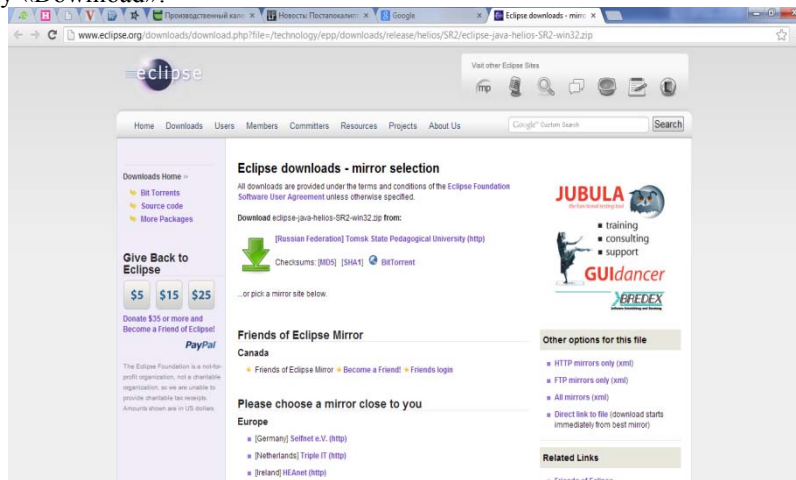 y «Download».
Производственный кале
Новости: Постапокалипт
Google
Eclipse downloads - mirro
www.eclipse.org/downloads/download.php?file=/technology/epp/downloads/release/helios/SR2/eclipse-java-helios-SR2-win32.zip
eclipse
Visit other Eclipse Sites
Home Downloads Users Members Committers Resources Projects About Us
Google™ Custom Search
Search
Downloads Home »
Bit Torrents
Source code
More Packages
Give Back to
Eclipse
$5 $15 $25
Donate $35 or more and
Become a Friend of Eclipse!
PayPal
The Eclipse Foundation is a not-for-
profit organization, not a charitable
organization, so we are unable to
provide charitable tax receipts.
Amounts shown are in US dollars.
Eclipse downloads - mirror selection
All downloads are provided under the terms and conditions of the Eclipse Foundation
Software User Agreement unless otherwise specified.
Download eclipse-java-helios-SR2-win32.zip from:
[Russian Federation] Tomsk State Pedagogical University (http)
Checksums: [MD5] [SHA1] BitTorrent
...or pick a mirror site below.
Friends of Eclipse Mirror
Canada
Friends of Eclipse Mirror Become a Friend! Friends login
Please choose a mirror close to you
Europe
[Germany] Selfnet e.V. (http)
[Netherlands] Triple IT (http)
[Ireland] HEAnet (http)
JUBULA
the functional testing tool
training
consulting
support
GUIdancer
BREDEX
Other options for this file
HTTP mirrors only (xml)
FTP mirrors only (xml)
All mirrors (xml)
Direct link to file (download starts
immediately from best mirror)
Related Links
Friends of Eclipse